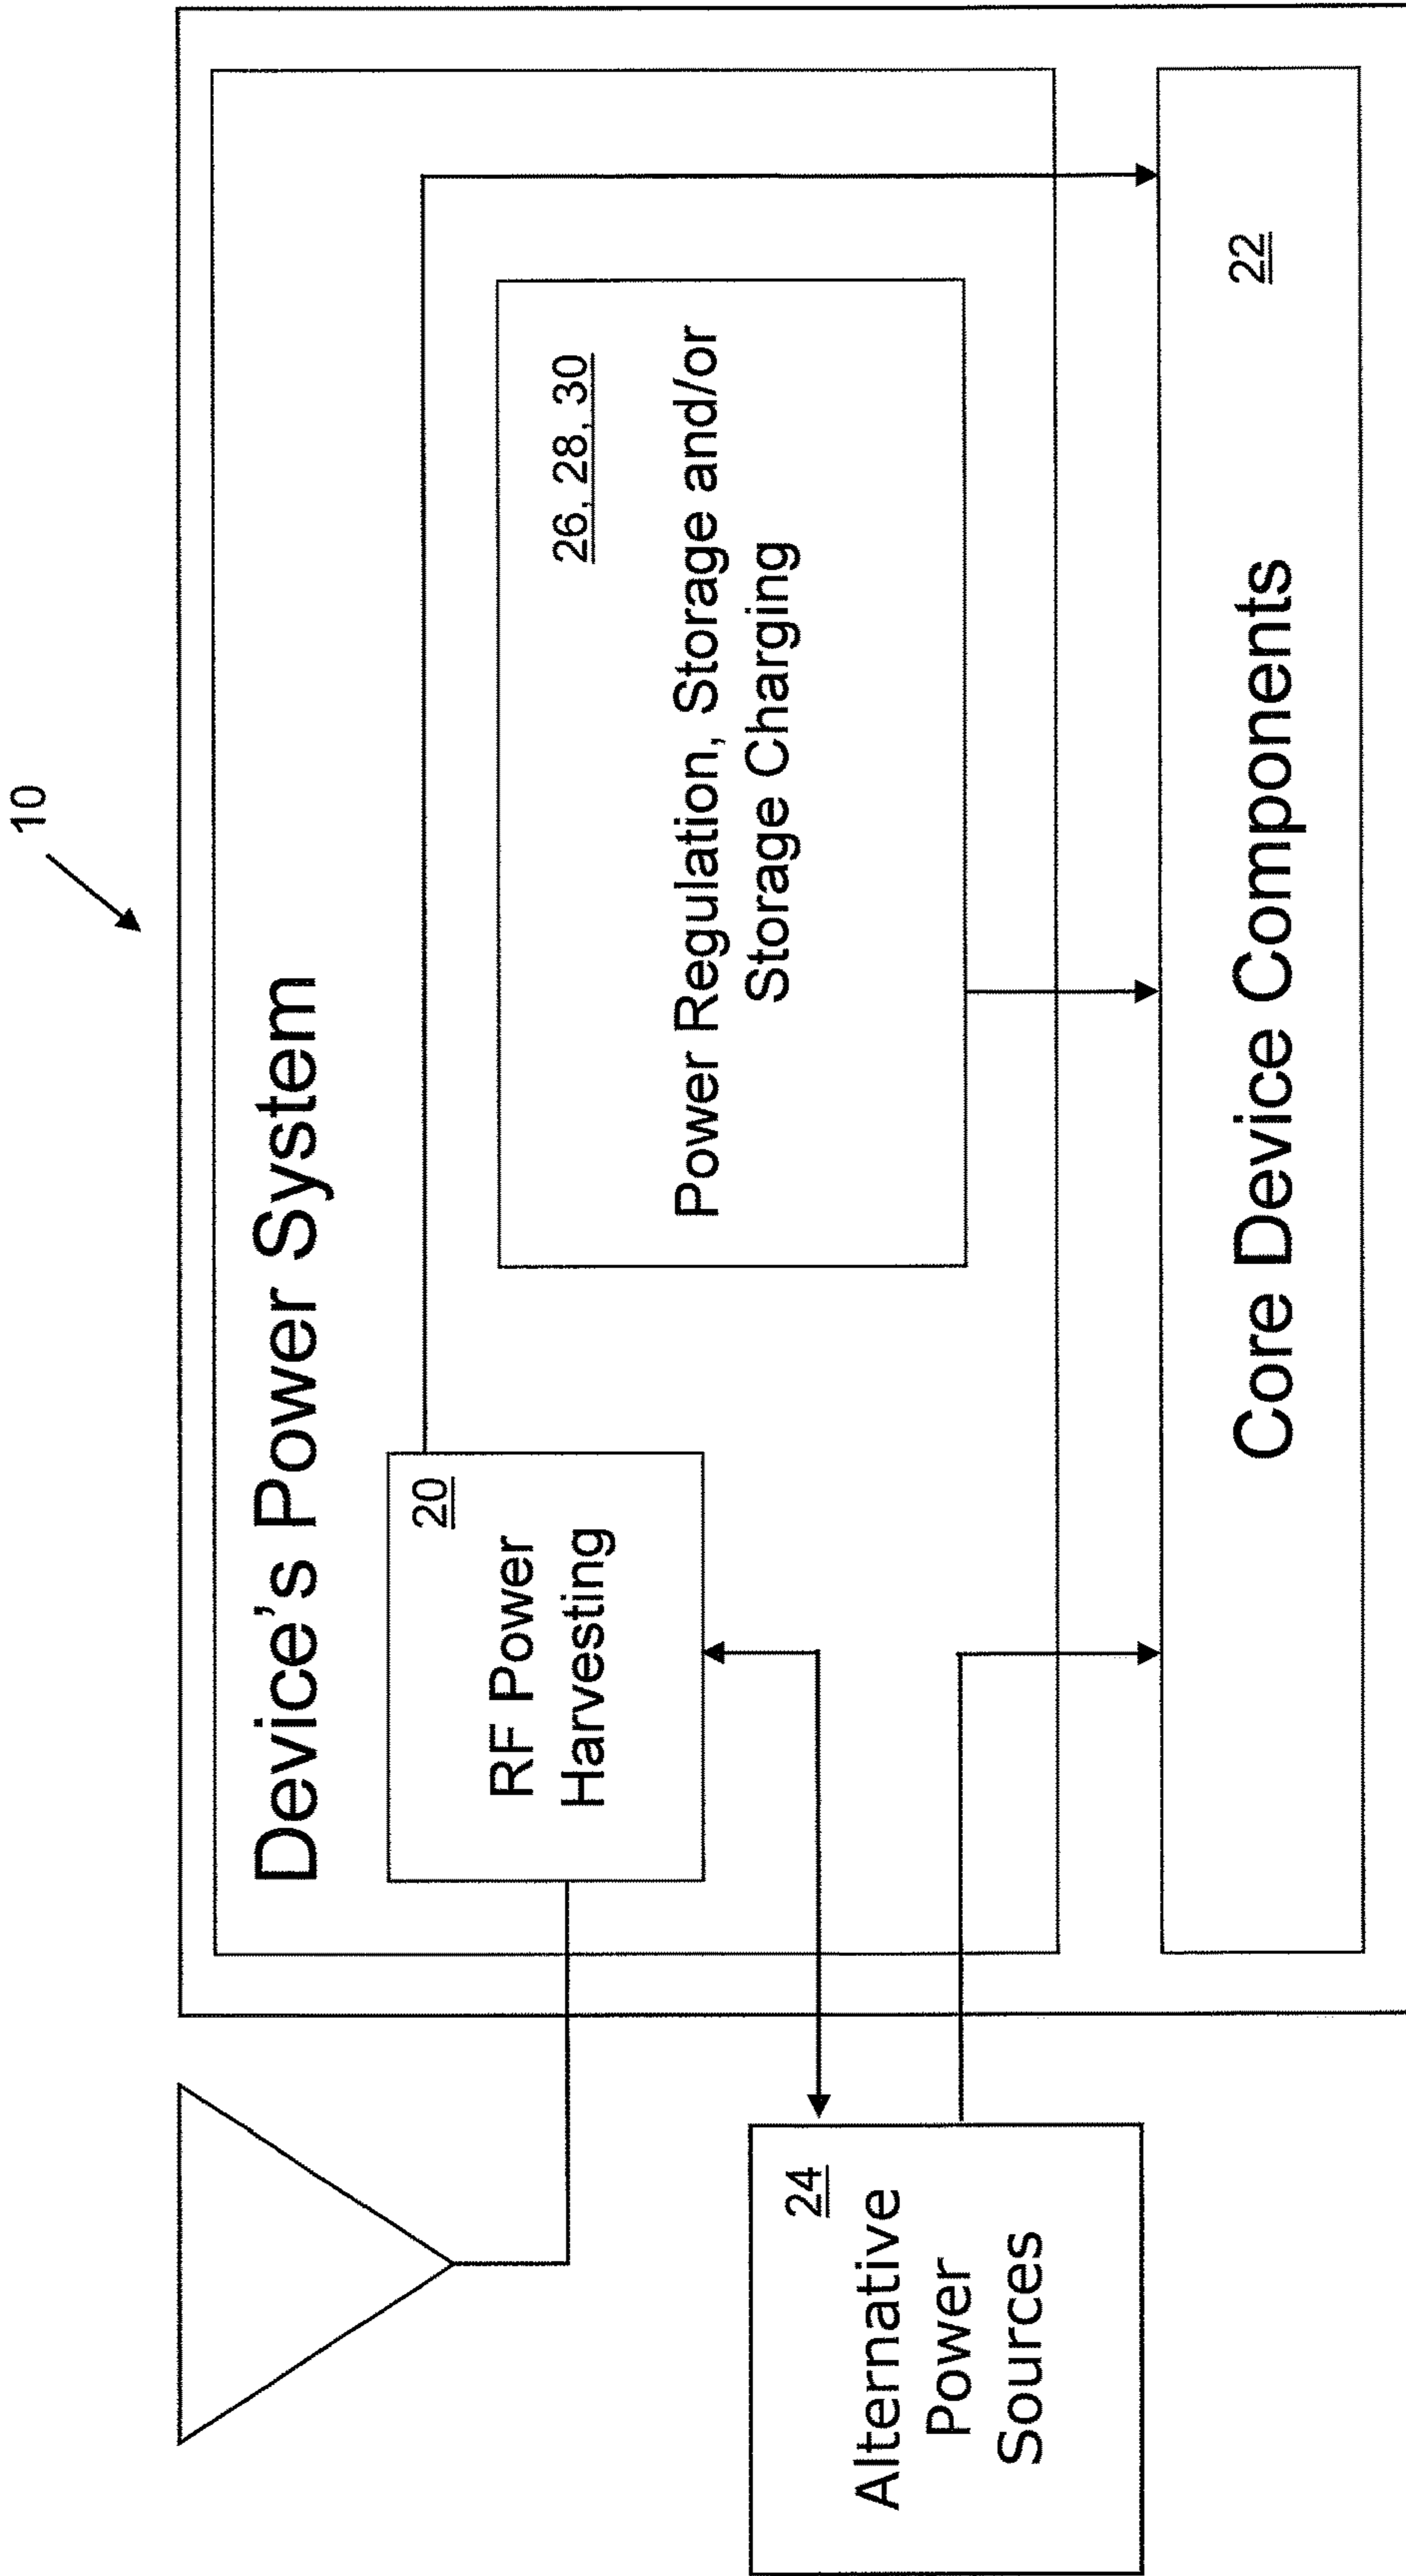 10
Device’s Power System
20
RF Power
Harvesting
26, 28, 30
Power Regulation, Storage and/or
Storage Charging
24
Alternative
Power
Sources
22
Core Device Components